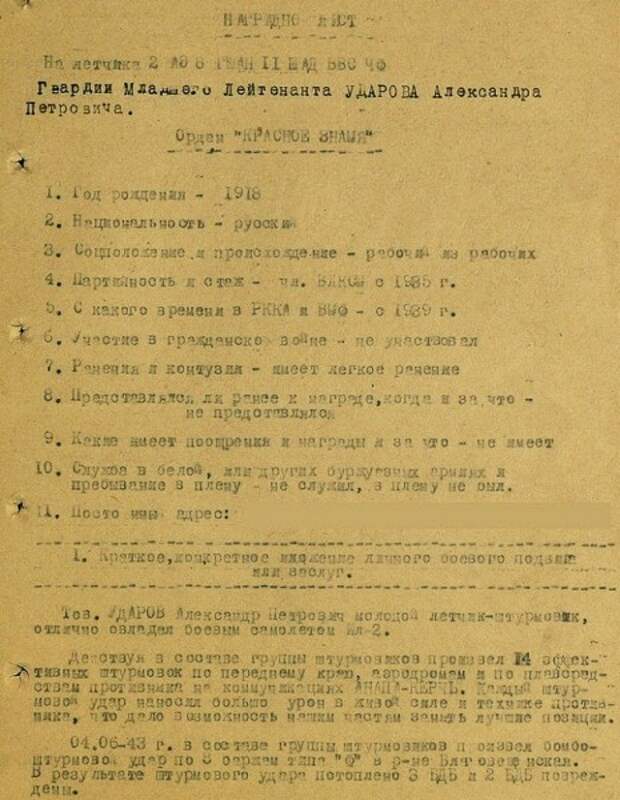 НАГРАДНО ЛИСТ
На летчика 2 АЭ 8 ГШАП 11 ШАД ВВС ЧФ
Гвардии Младшего Лейтенанта УДАРОВА Александра
Петровича.
Орден "КРАСНОЕ ЗНАМЯ"
1. Год рождения - 1918
2. Национальность - русский
3. Соцположение и происхождение - рабочий из рабочих
4. Партийность и стаж - чл. ВЛКСМ с 1935 г.
5. С какого времени в РККА и ВМФ - с 1939 г.
6. Участие в гражданско войне - не участвовал
7. Ранения и контузия - имеет легкое ранение
8. Представлялся ли ранее к награде,когда и за что -
не представлялся
9. Какие имеет поощрения и награды и за что - не имеет
10. Служба в белой, или других буржуазных армиях и
пребывание в плену - не служил, в плену не был.
11. Посто ный адрес:
1. Краткое,конкретное изложение личного боевого подвига
или заслуг.
Тов. УДАРОВ Александр Петрович молодой летчик-штурмовик,
отлично овладел боевым самолетом Ил-2.
Действуя в составе группы штурмовиков произвел 14 эффек-
тивных штурмовок по переднему краю, аэродромам и по плавсред-
ствам противника на коммуникациях АНАПА-КЕРЧЬ. Каждый штур-
мовой удар наносил большо урон в живой силе и технике против-
ника, что дало возможность нашим частям занять лучшие позиции.
04.06-43 г. в составе группы штурмовиков произвел бомбо-
штурмовой удар по 8 баржам типа "Ф" в р-не Благовещенская.
В результате штурмового удара потоплено 3 БДБ и 2 БДБ повреж-
дены.